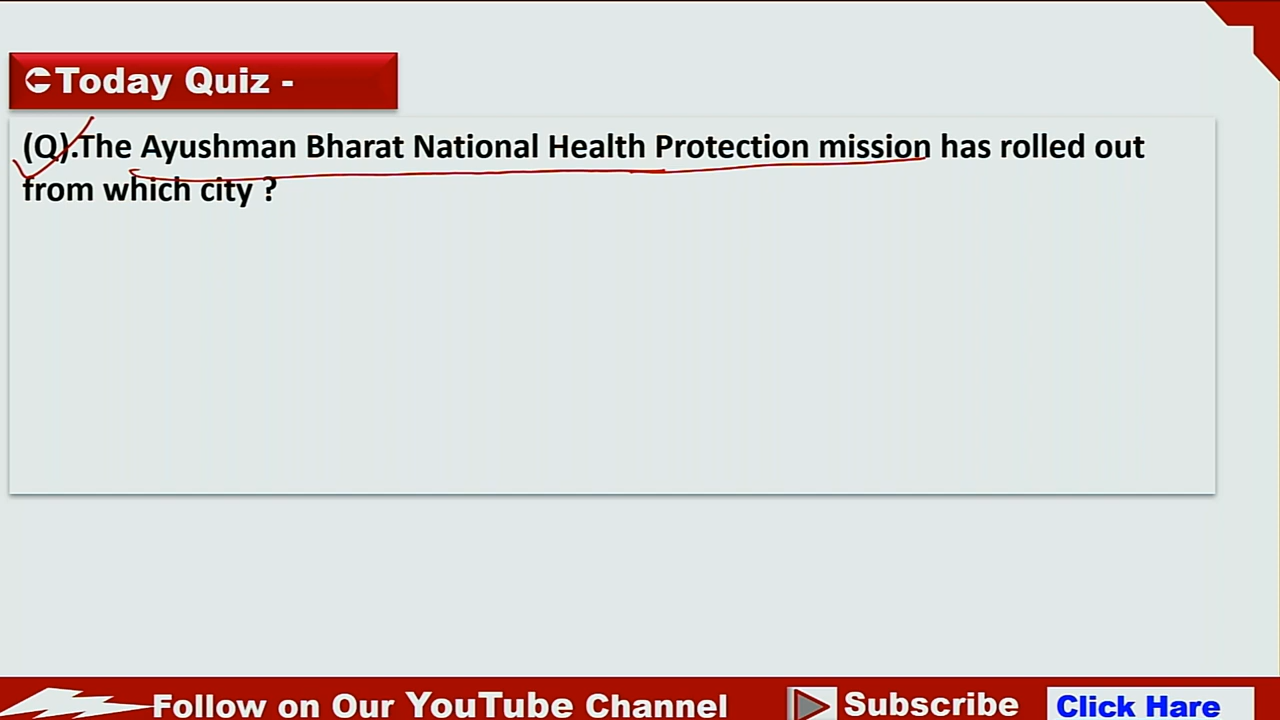 Today Quiz -
(Q).The Ayushman Bharat National Health Protection mission has rolled out
from which city ?
Follow on Our YouTube Channel
Subscribe
Click Hare